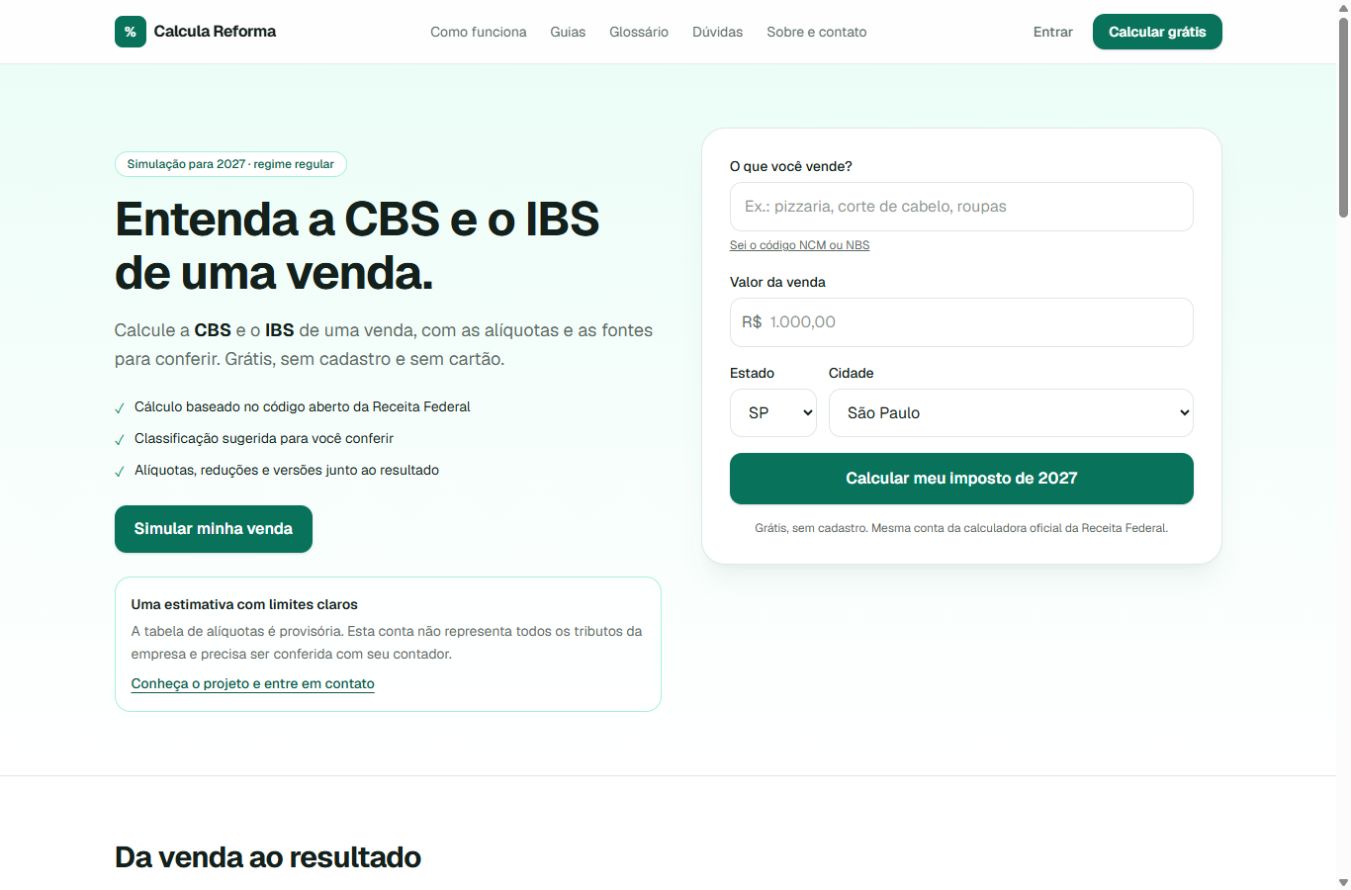 % Calcula Reforma
Como funciona Guias Glossário Dúvidas Sobre e contato
Entrar Calcular grátis
Simulação para 2027 · regime regular
Entenda a CBS e o IBS
de uma venda.
Calcule a CBS e o IBS de uma venda, com as alíquotas e as fontes
para conferir. Grátis, sem cadastro e sem cartão.
✓ Cálculo baseado no código aberto da Receita Federal
✓ Classificação sugerida para você conferir
✓ Alíquotas, reduções e versões junto ao resultado
Simular minha venda
Uma estimativa com limites claros
A tabela de alíquotas é provisória. Esta conta não representa todos os tributos da
empresa e precisa ser conferida com seu contador.
Conheça o projeto e entre em contato
O que você vende?
Ex.: pizzaria, corte de cabelo, roupas
Sei o código NCM ou NBS
Valor da venda
R$ 1.000,00
Estado Cidade
SP São Paulo
Calcular meu imposto de 2027
Grátis, sem cadastro. Mesma conta da calculadora oficial da Receita Federal.
Da venda ao resultado